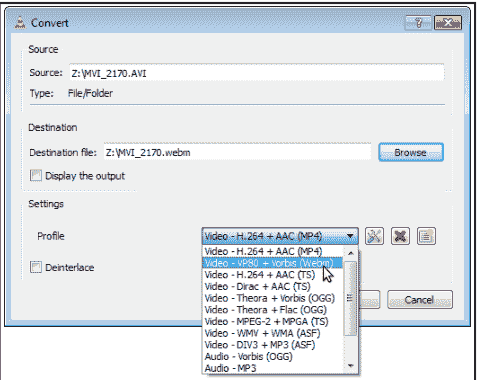 Convert
Source
Source: Z:\MVI_2170.AVI
Type: File/Folder
Destination
Destination file: Z:\MVI_2170.webm
Browse
Display the output
Settings
Profile
Video - H.264 + AAC (MP4)
Video - H.264 + AAC (MP4)
Video - VP80 + Vorbis (Webm)
Video - H.264 + AAC (TS)
Deinterlace
Video - Dirac + AAC (TS)
Video - Theora + Vorbis (OGG)
Video - Theora + Flac (OGG)
Cancel
Video - MPEG-2 + MPGA (TS)
Video - WMV + WMA (ASF)
Video - DIV3 + MP3 (ASF)
Audio - Vorbis (OGG)
Audio - MP3